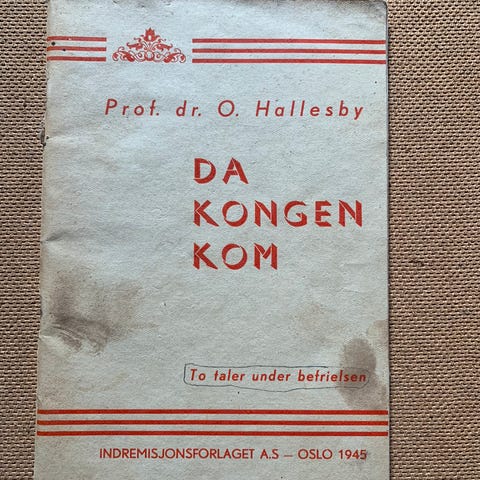 Prof. dr. O. Hallesby
DA
KONGEN
KOM
To taler under befrielsen
INDREMISJONSFORLAGET A.S – OSLO 1945